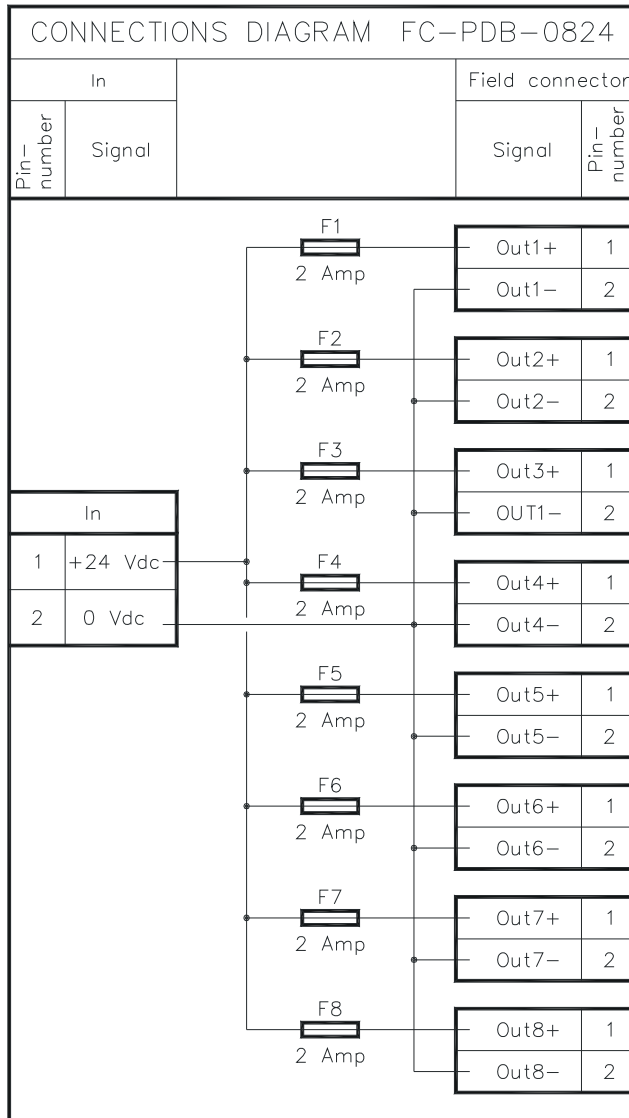 CONNECTIONS DIAGRAM FC-PDB-0824
In
Field connector
Pin-
number
Signal
Signal
Pin-
number
F1
2 Amp
Out1+ 1
Out1- 2
F2
2 Amp
Out2+ 1
Out2- 2
F3
2 Amp
Out3+ 1
OUT1- 2
In
1 +24 Vdc
2 0 Vdc
F4
2 Amp
Out4+ 1
Out4- 2
F5
2 Amp
Out5+ 1
Out5- 2
F6
2 Amp
Out6+ 1
Out6- 2
F7
2 Amp
Out7+ 1
Out7- 2
F8
2 Amp
Out8+ 1
Out8- 2